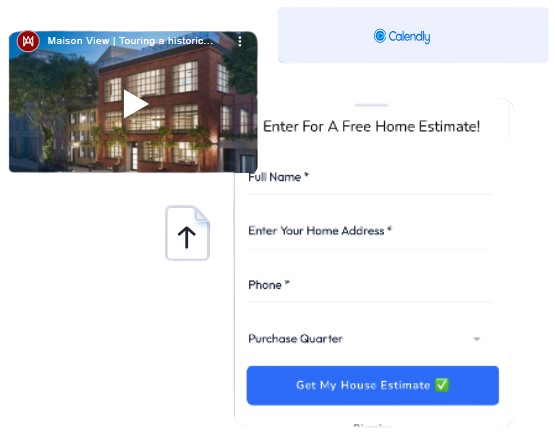 Calendly
Maison View | Touring a historic...
Enter For A Free Home Estimate!
Full Name *
Enter Your Home Address *
Phone *
Purchase Quarter
Get My House Estimate ✅